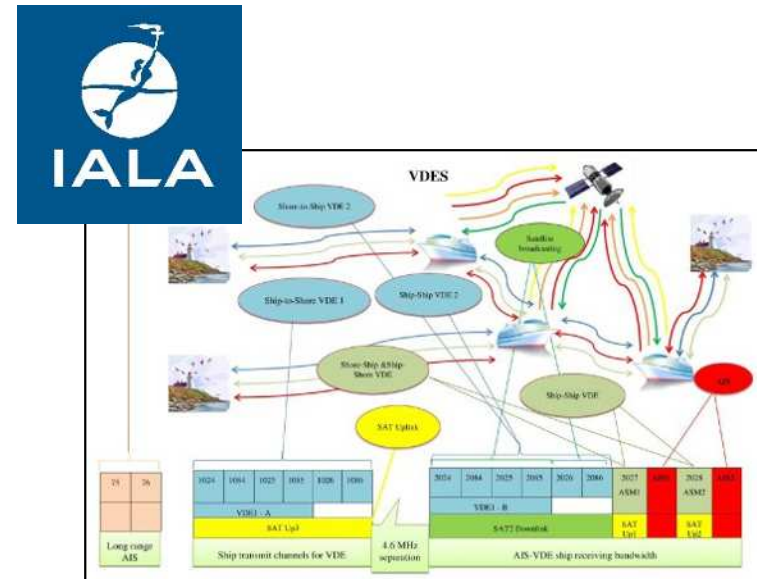 IALA
VDES
Shore-to-Ship VDE 2
Satellite
broadcasting
Ship-to-Shore VDE 1
Ship-Ship VDE 2
Shore-Ship &Ship-
Shore VDE
Ship-Ship VDE
AIS
SAT Uplink
75 76
1024 1084 1025 1085 1026 1086
2024 2084 2025 2085 2026 2086 2027 AIS1 2028 AIS2
ASM1 ASM2
VDE1 - A
VDE1 - B
SAT Up3
SAT2 Downlink
SAT
Up1
SAT
Up2
Long range
AIS
Ship transmit channels for VDE
4.6 MHz
separation
AIS-VDE ship receiving bandwidth